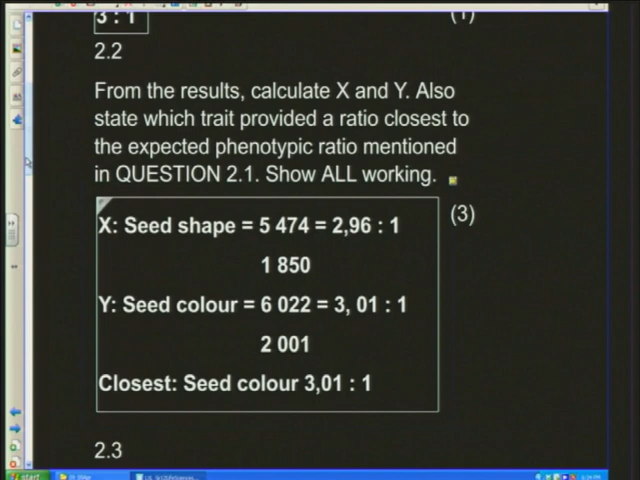 3 : 1
(1)
2.2
From the results, calculate X and Y. Also
state which trait provided a ratio closest to
the expected phenotypic ratio mentioned
in QUESTION 2.1. Show ALL working.
(3)
X: Seed shape = 5 474 = 2,96 : 1
1 850
Y: Seed colour = 6 022 = 3, 01 : 1
2 001
Closest: Seed colour 3,01 : 1
2.3
start